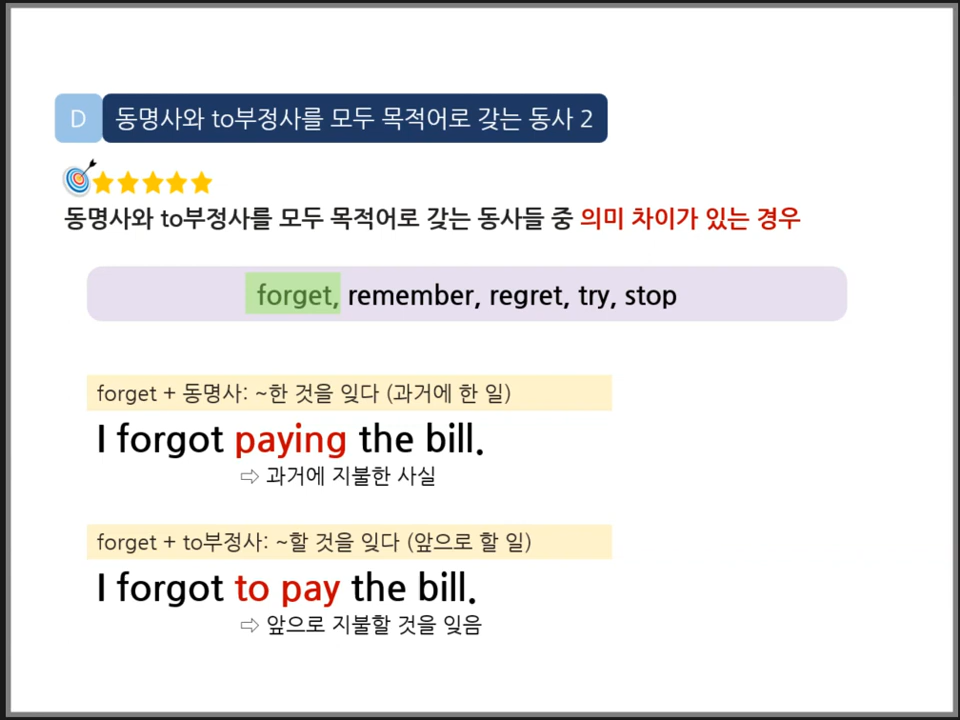 D 동명사와 to부정사를 모두 목적어로 갖는 동사 2
동명사와 to부정사를 모두 목적어로 갖는 동사들 중 의미 차이가 있는 경우
forget, remember, regret, try, stop
forget + 동명사: ~한 것을 잊다 (과거에 한 일)
I forgot paying the bill.
⇨ 과거에 지불한 사실
forget + to부정사: ~할 것을 잊다 (앞으로 할 일)
I forgot to pay the bill.
⇨ 앞으로 지불할 것을 잊음